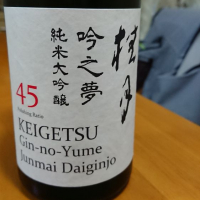 桂月
吟之夢
純米大吟醸
45
Polishing Ratio
KEIGETSU
Gin-no-Yume
Junmai Daiginjo